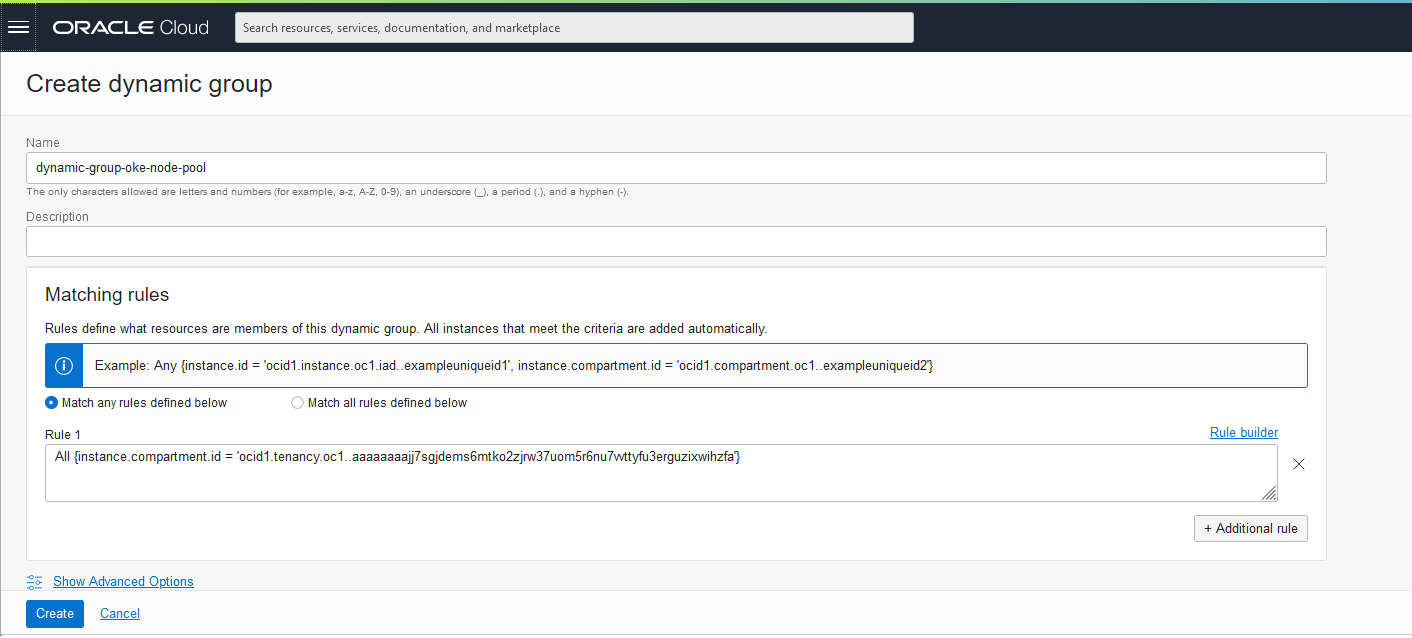 ORACLE Cloud
Search resources, services, documentation, and marketplace
Create dynamic group
Name
dynamic-group-oke-node-pool
The only characters allowed are letters and numbers (for example, a-z, A-Z, 0-9), an underscore (_), a period (.), and a hyphen (-).
Description
Matching rules
Rules define what resources are members of this dynamic group. All instances that meet the criteria are added automatically.
Example: Any {instance.id = 'ocid1.instance.oc1.iad..exampleuniqueid1', instance.compartment.id = 'ocid1.compartment.oc1..exampleuniqueid2'}
Match any rules defined below Match all rules defined below
Rule 1 Rule builder
All {instance.compartment.id = 'ocid1.tenancy.oc1..aaaaaaaajj7sgjdems6mtko2zjrw37uom5r6nu7vvttyfu3erguzixwihzfa'}
+ Additional rule
Show Advanced Options
Create Cancel